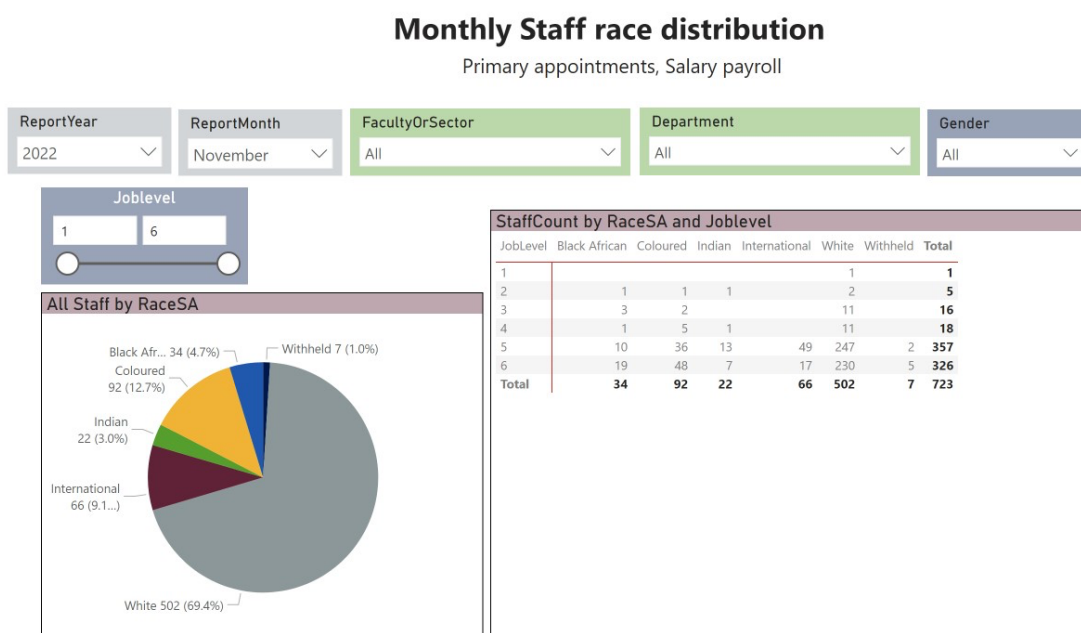 Monthly Staff race distribution
Primary appointments, Salary payroll
ReportYear
2022
ReportMonth
November
FacultyOrSector
All
Department
All
Gender
All
Joblevel
1 6
All Staff by RaceSA
Black Afr... 34 (4.7%)
Withheld 7 (1.0%)
Coloured
92 (12.7%)
Indian
22 (3.0%)
International
66 (9.1...)
White 502 (69.4%)
StaffCount by RaceSA and Joblevel
JobLevel Black African Coloured Indian International White Withheld Total
1 1 1
2 1 1 1 2 5
3 3 2 11 16
4 1 5 1 11 18
5 10 36 13 49 247 2 357
6 19 48 7 17 230 5 326
Total 34 92 22 66 502 7 723